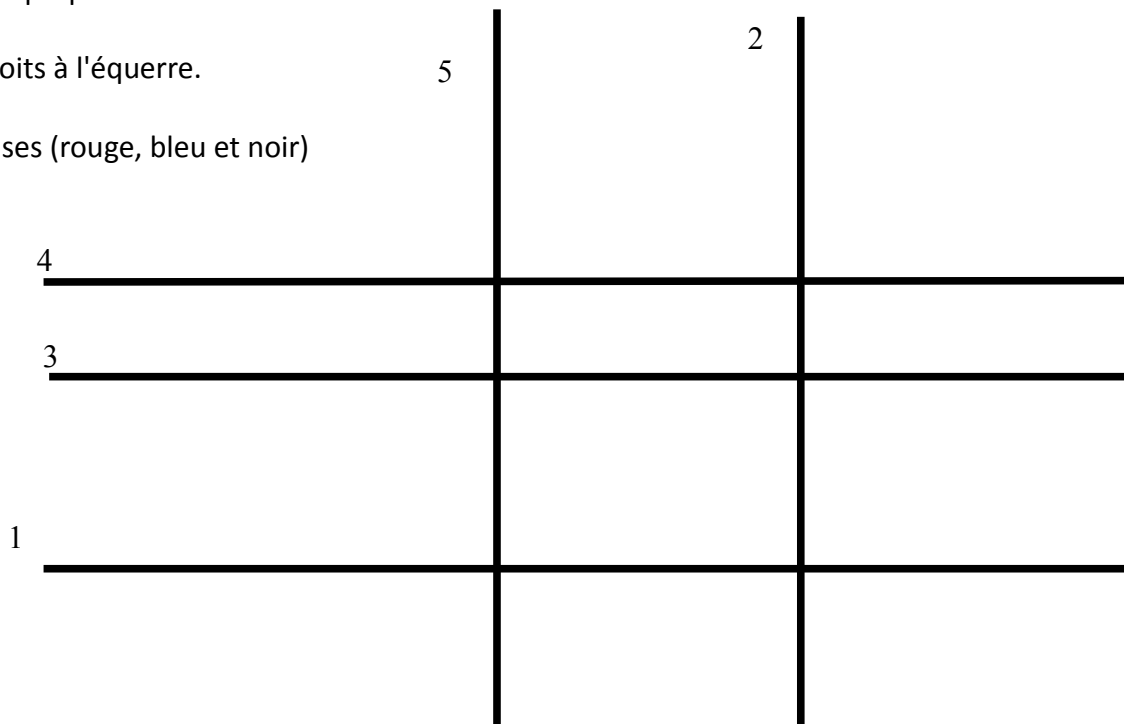 oits à l'équerre.
ses (rouge, bleu et noir)
5
2
4
3
1